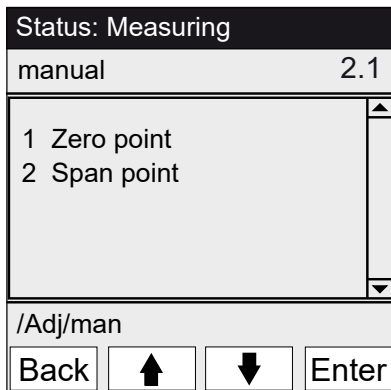 Status: Measuring
manual 2.1
1 Zero point
2 Span point
/Adj/man
Back Enter